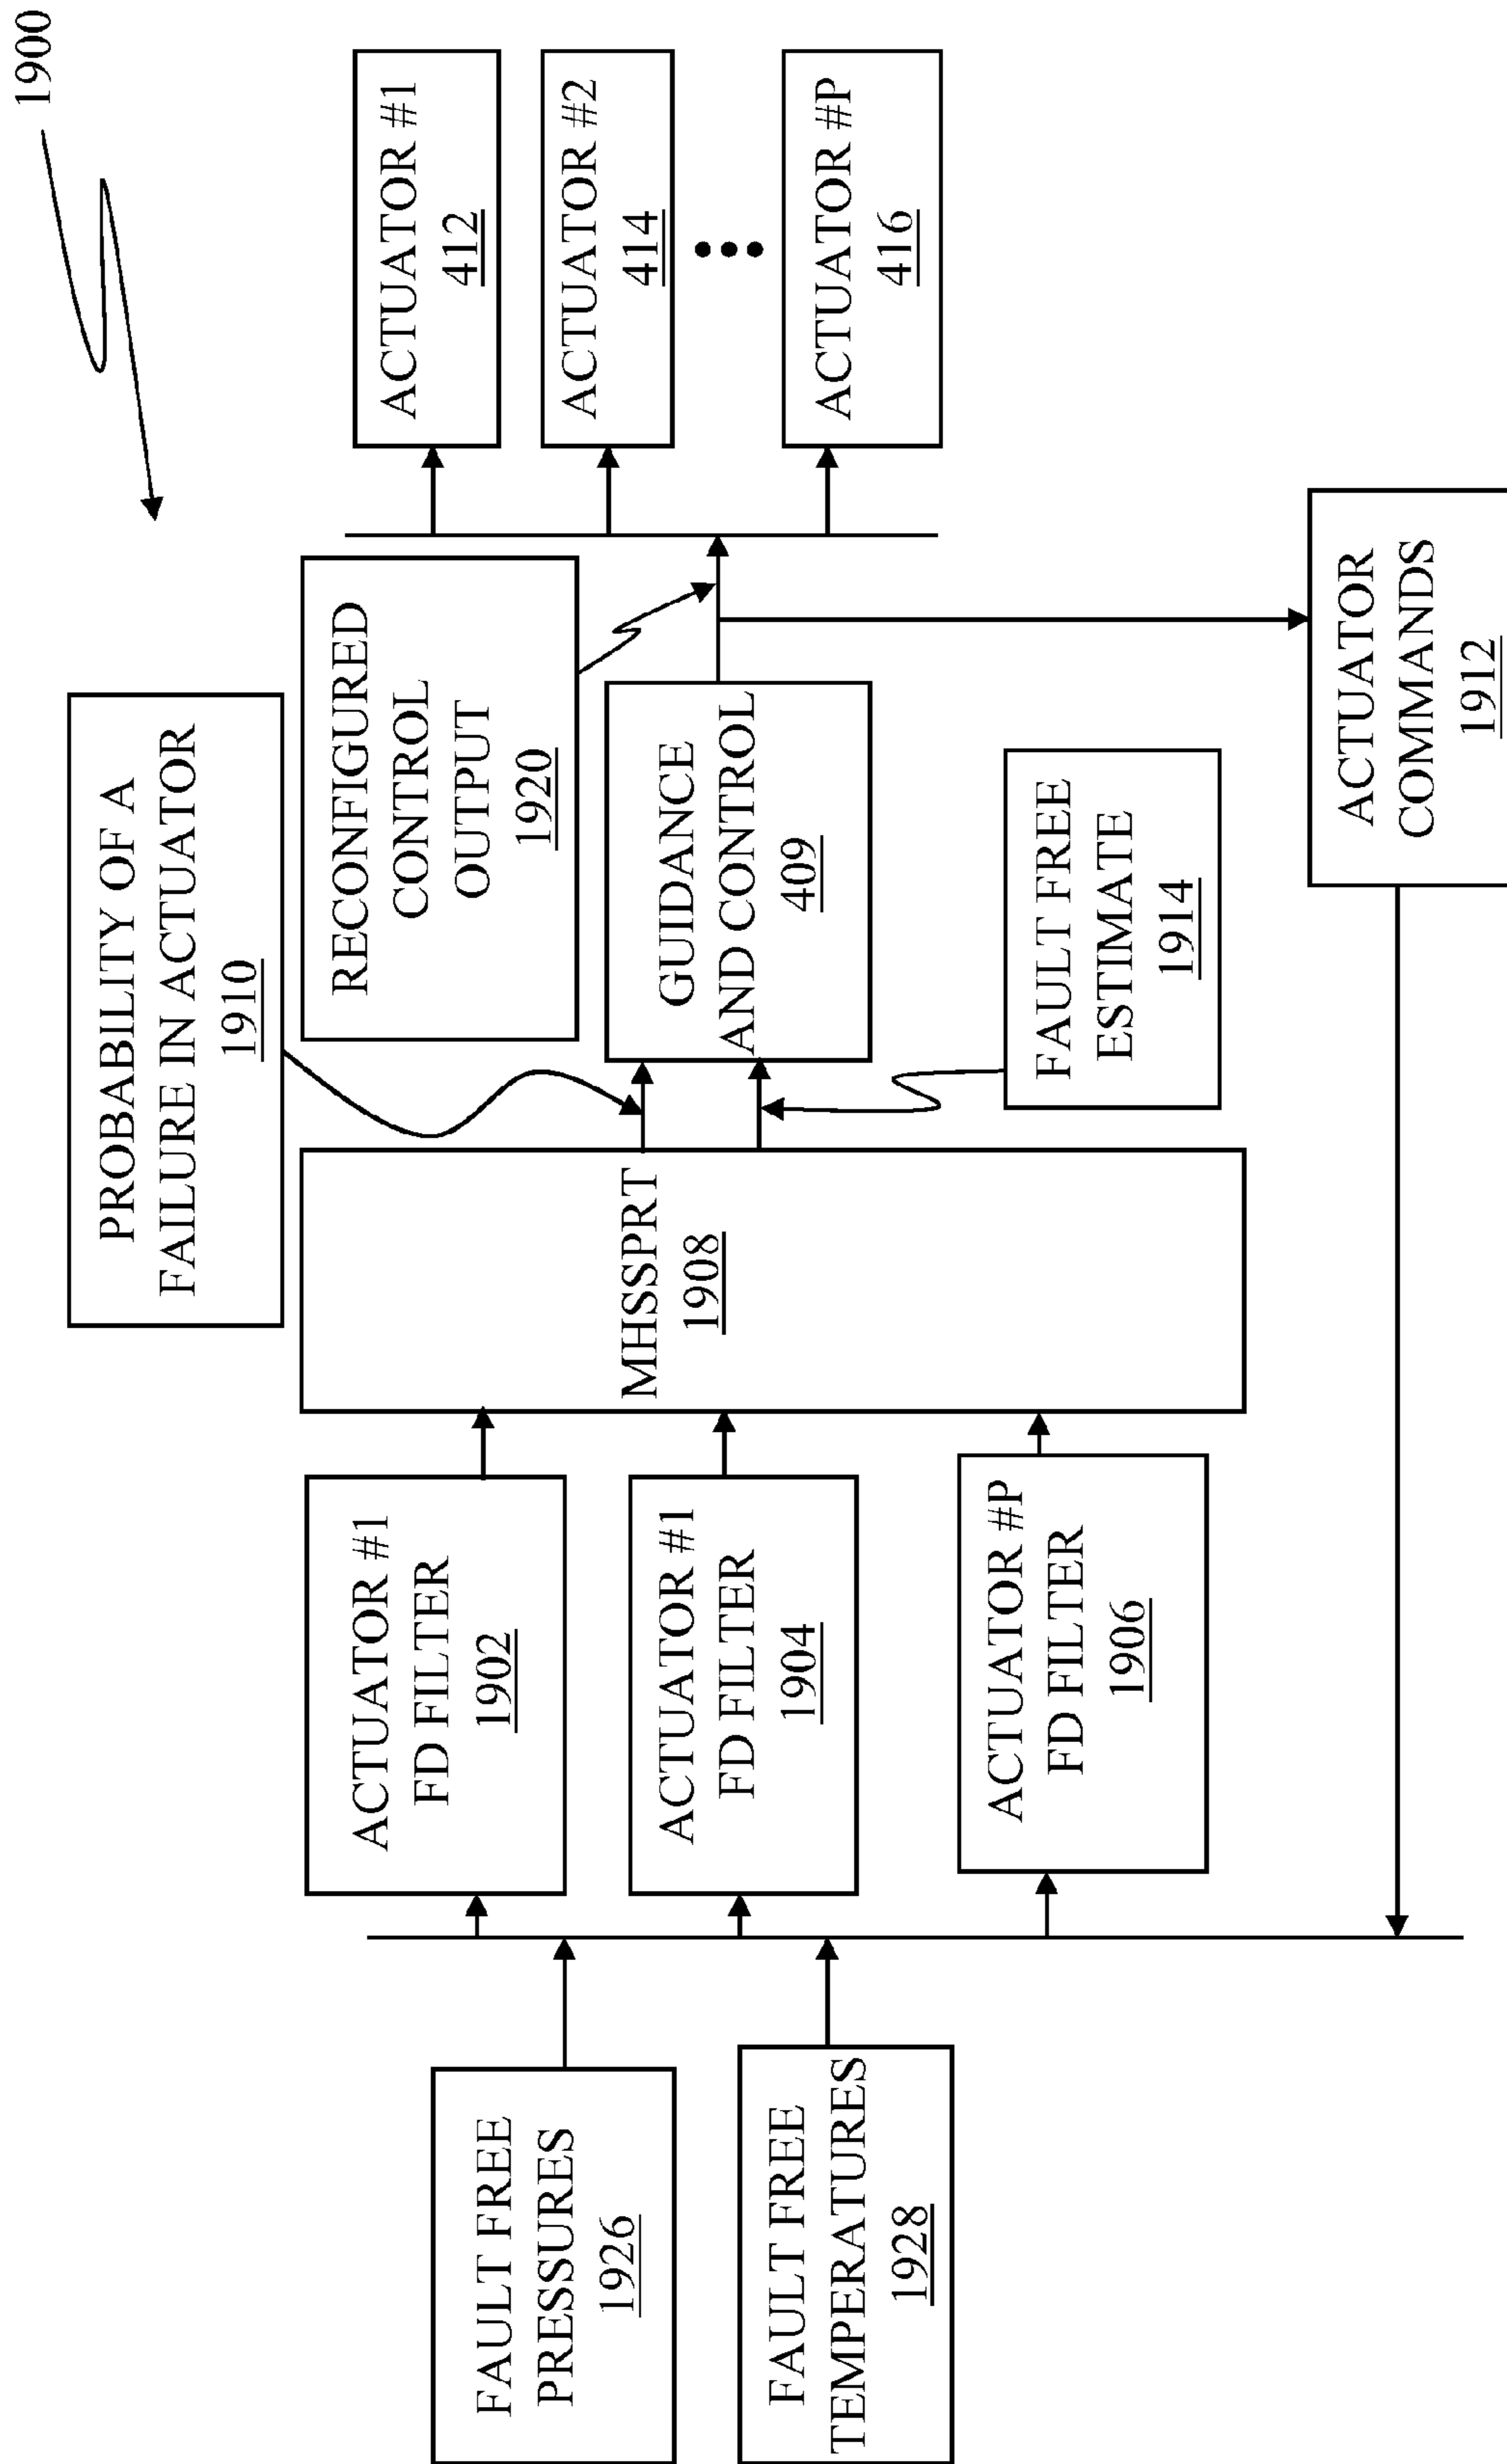 1900
FAULT FREE
PRESSURES
1926
FAULT FREE
TEMPERATURES
1928
ACTUATOR #1
FD FILTER
1902
ACTUATOR #1
FD FILTER
1904
ACTUATOR #P
FD FILTER
1906
MHSSPRT
1908
PROBABILITY OF A
FAILURE IN ACTUATOR
1910
RECONFIGURED
CONTROL
OUTPUT
1920
GUIDANCE
AND CONTROL
409
FAULT FREE
ESTIMATE
1914
ACTUATOR #1
412
ACTUATOR #2
414
ACTUATOR #P
416
ACTUATOR
COMMANDS
1912